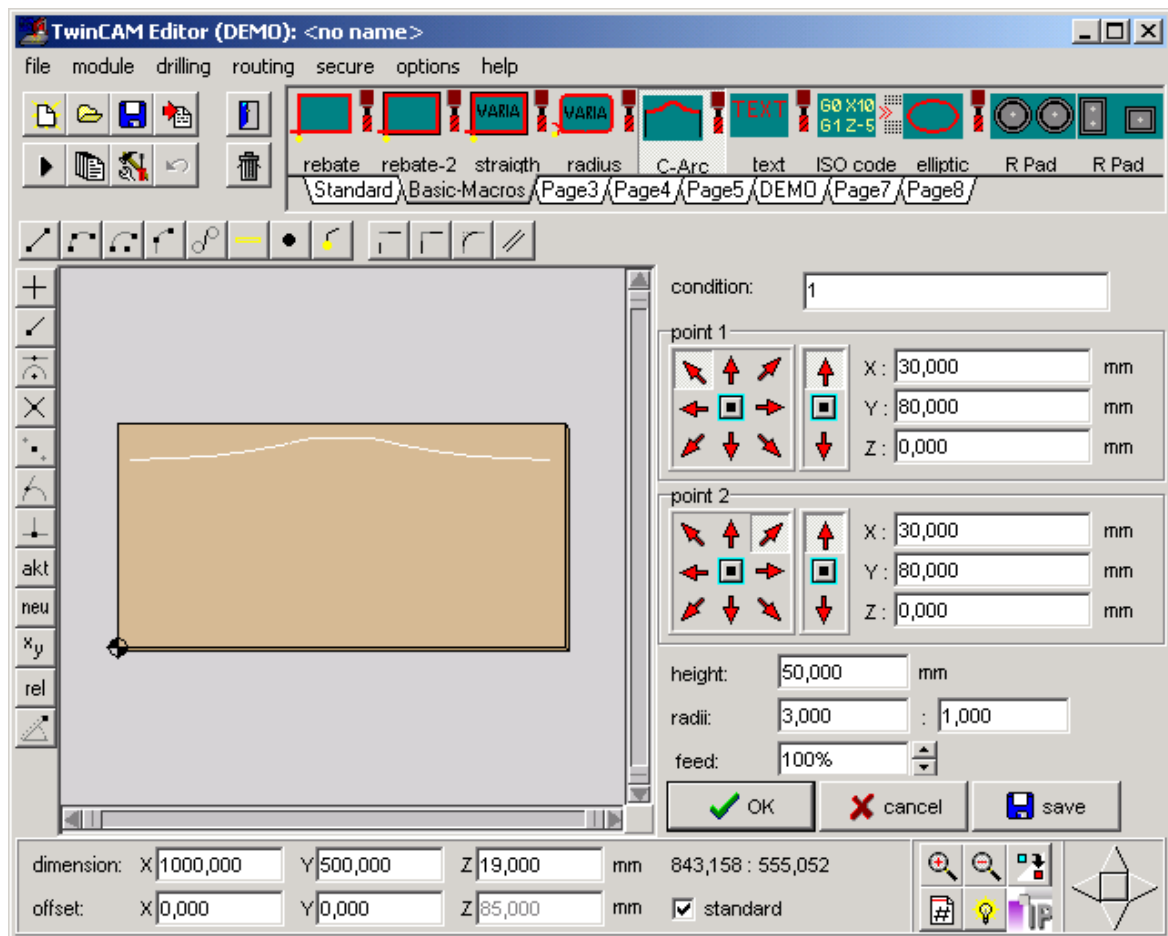 TwinCAM Editor (DEMO): <no name>
file module drilling routing secure options help
VARIA VARIA TEXT G0 X10
G1 Z-5
rebate rebate-2 straigth radius C-Arc text ISO code elliptic R Pad R Pad
Standard Basic-Macros Page3 Page4 Page5 DEMO Page7 Page8
condition: 1
point 1
X : 30,000 mm
Y : 80,000 mm
Z : 0,000 mm
point 2
X : 30,000 mm
Y : 80,000 mm
Z : 0,000 mm
akt
neu
xy
rel
height: 50,000 mm
radii: 3,000 : 1,000
feed: 100%
OK cancel save
dimension: X 1000,000 Y 500,000 Z 19,000 mm 843,158 : 555,052
offset: X 0,000 Y 0,000 Z 85,000 mm standard
# IP